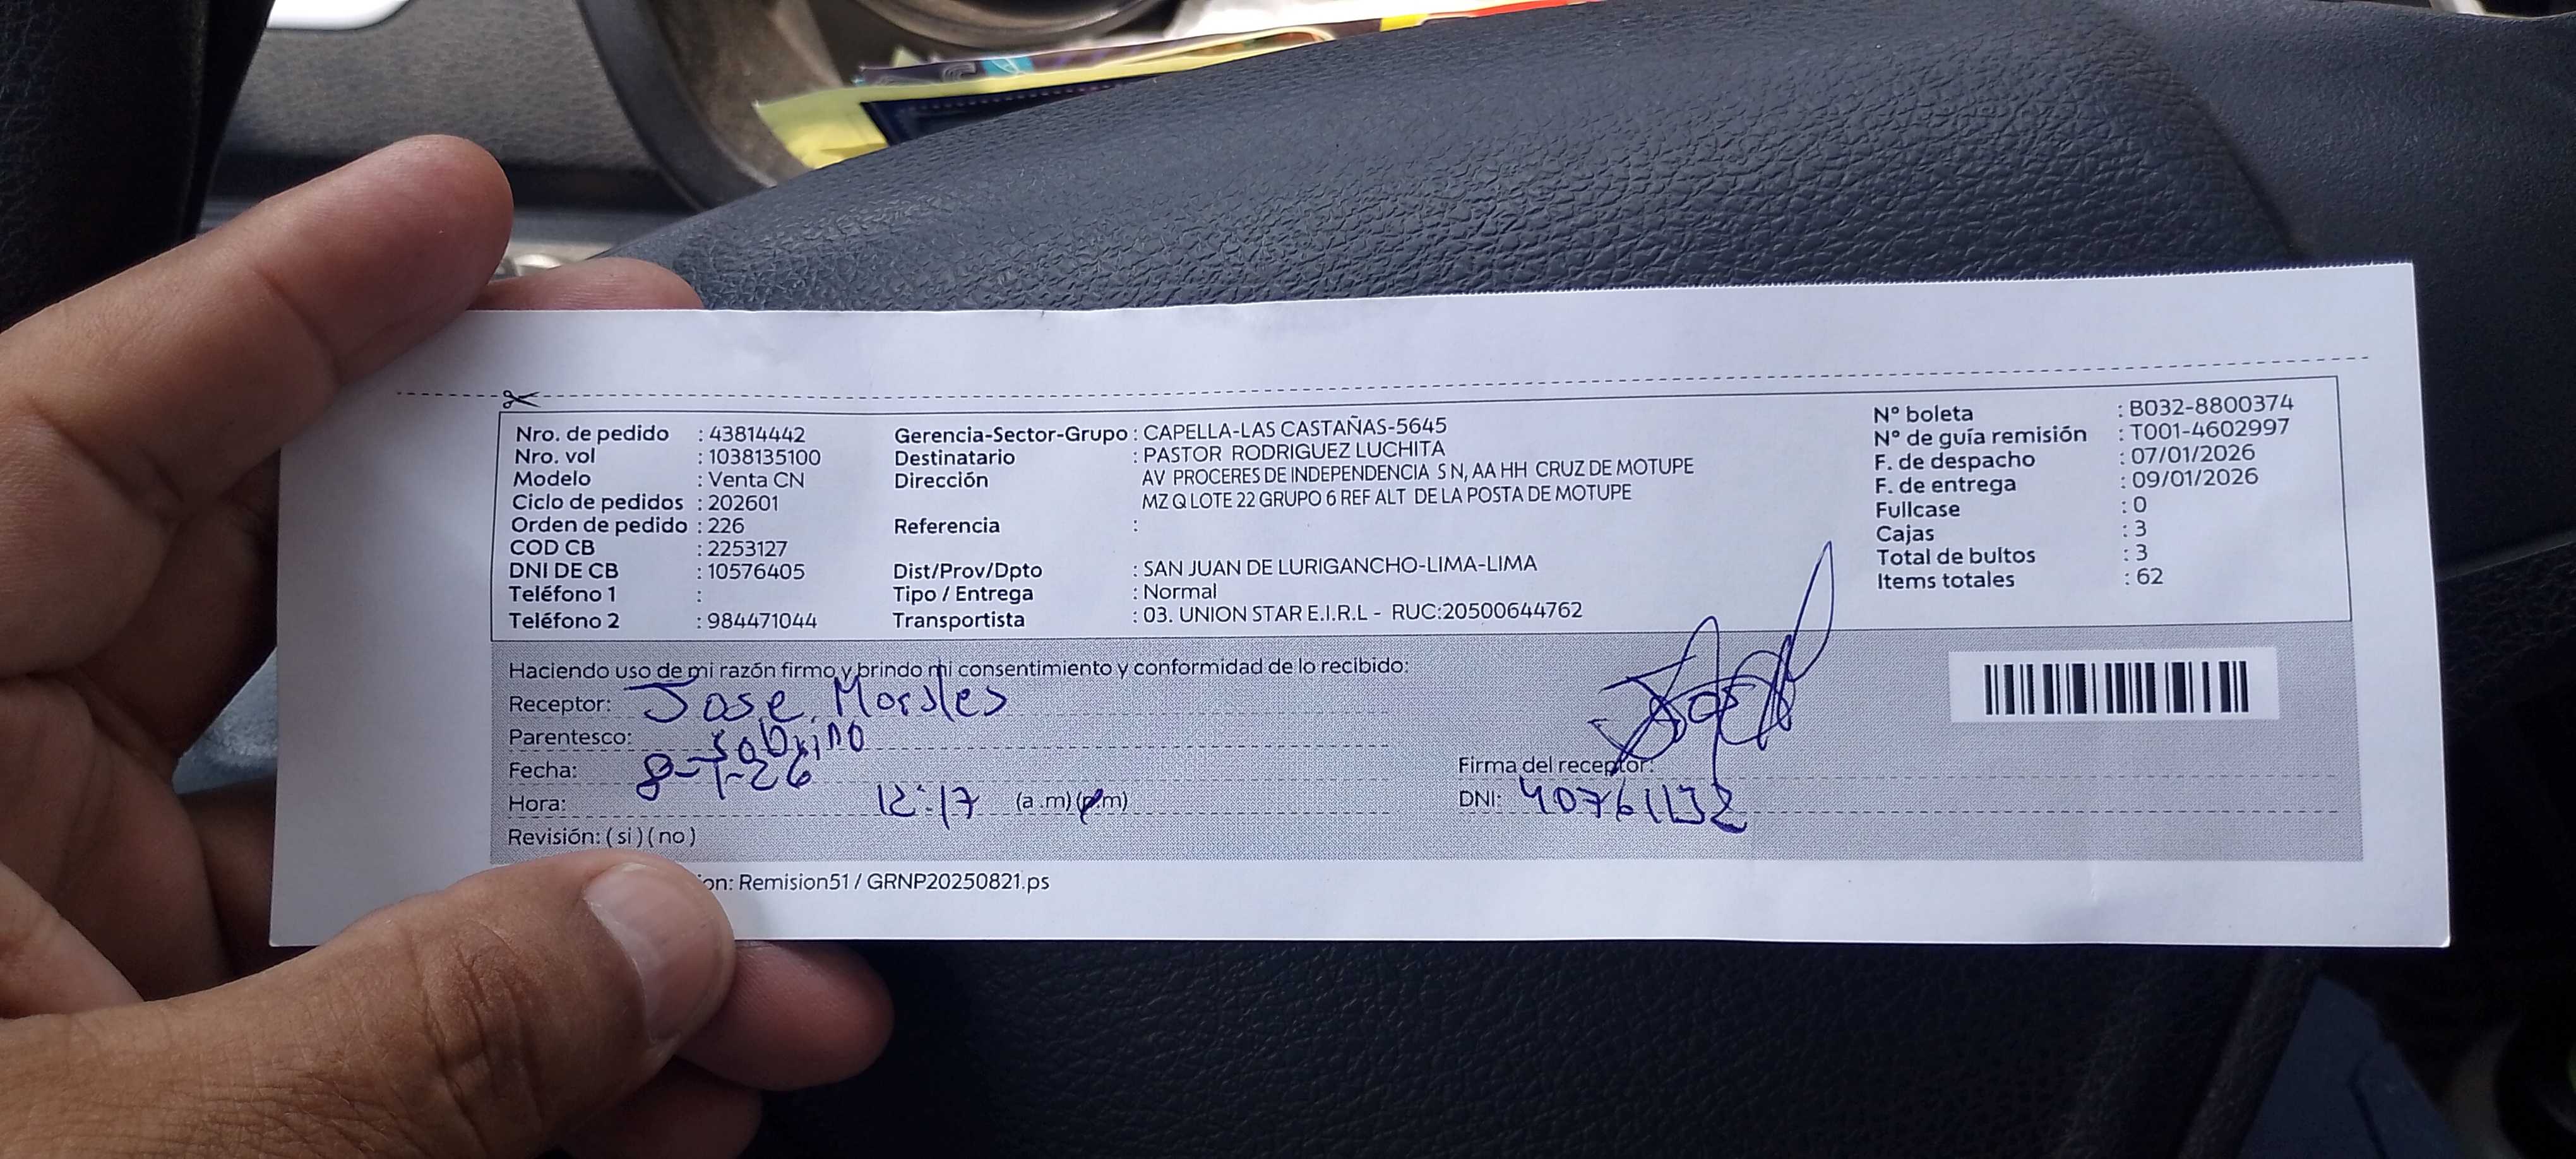 Nro. de pedido : 43814442
Nro. vol : 1038135100
Modelo : Venta CN
Ciclo de pedidos : 202601
Orden de pedido : 226
COD CB : 2253127
DNI DE CB : 10576405
Teléfono 1 :
Teléfono 2 : 984471044
Gerencia-Sector-Grupo : CAPELLA-LAS CASTAÑAS-5645
Destinatario : PASTOR RODRIGUEZ LUCHITA
Dirección AV PROCERES DE INDEPENDENCIA S N, AA HH CRUZ DE MOTUPE
MZ Q LOTE 22 GRUPO 6 REF ALT DE LA POSTA DE MOTUPE
Referencia :
Dist/Prov/Dpto : SAN JUAN DE LURIGANCHO-LIMA-LIMA
Tipo / Entrega : Normal
Transportista : 03. UNION STAR E.I.R.L - RUC:20500644762
N° boleta : B032-8800374
N° de guía remisión : T001-4602997
F. de despacho : 07/01/2026
F. de entrega : 09/01/2026
Fullcase : 0
Cajas : 3
Total de bultos : 3
Items totales : 62
Haciendo uso de mi razón firmo y brindo mi consentimiento y conformidad de lo recibido:
Receptor: Jose Morales
Parentesco: sobrino
Fecha: 8-1-26
Hora: 12:17 (a.m) (p.m)
Revisión: (si) (no)
Firma del receptor:
DNI: 40761132
Remision51 / GRNP20250821.ps